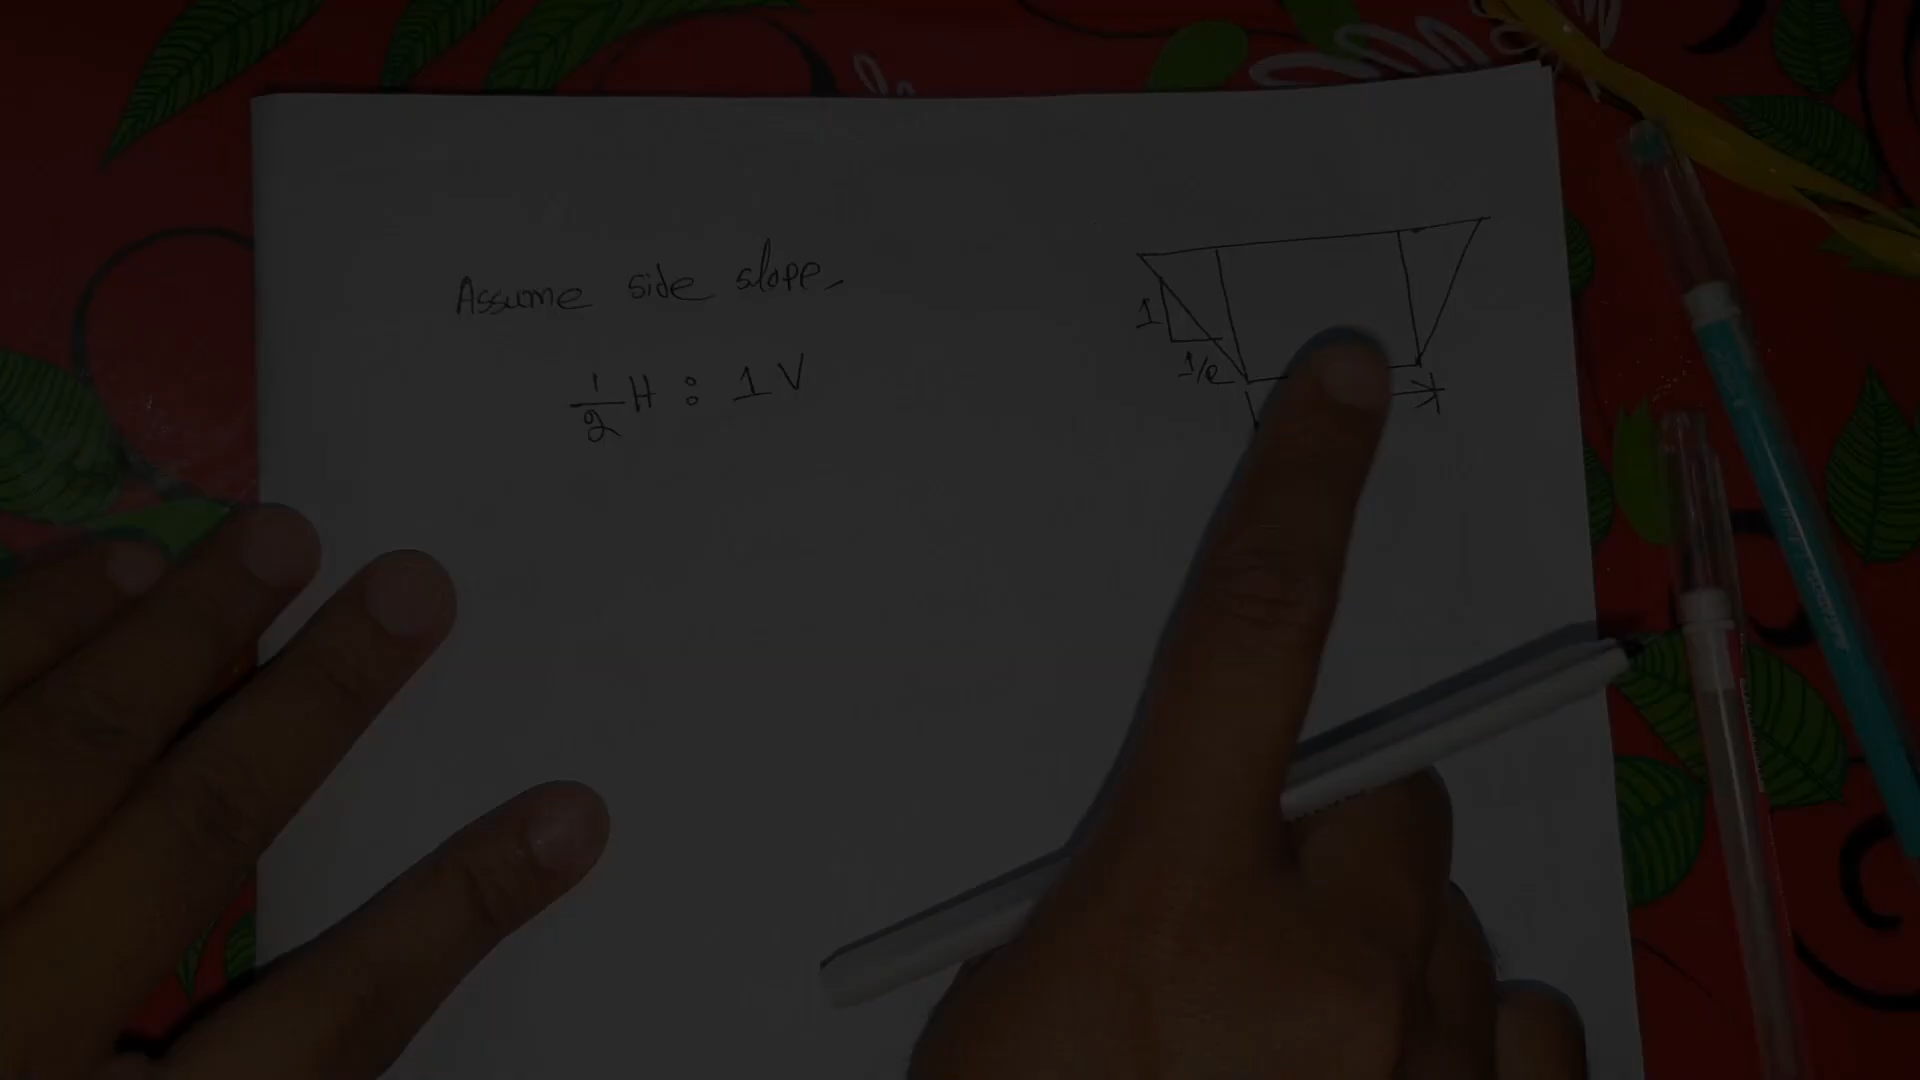 Assume side slope,
1/2 H : 1 V
1
1/2